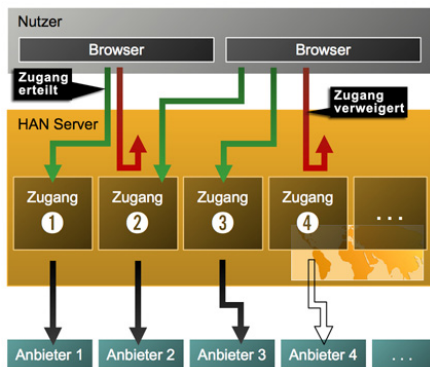 Nutzer
Browser
Browser
Zugang
erteilt
Zugang
verweigert
HAN Server
Zugang
1
Zugang
2
Zugang
3
Zugang
4
...
Anbieter 1
Anbieter 2
Anbieter 3
Anbieter 4
...